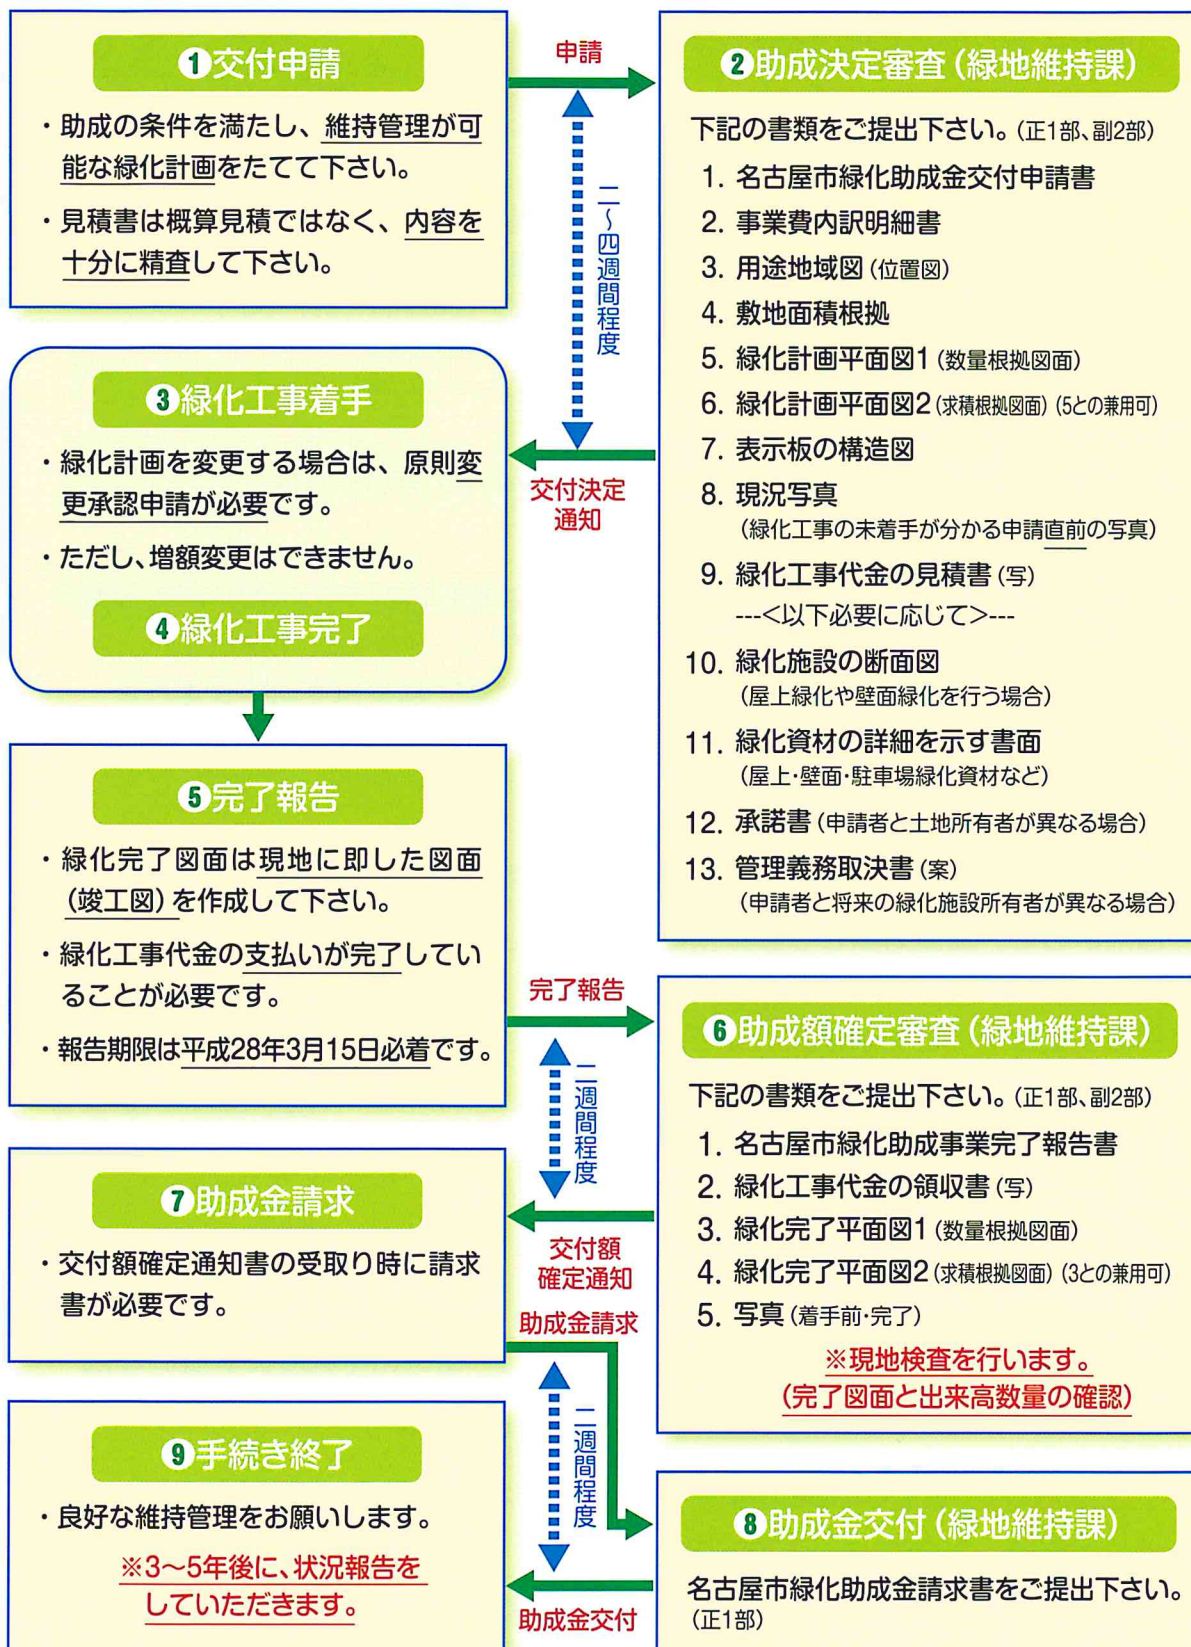 ❶交付申請
・助成の条件を満たし、維持管理が可
能な緑化計画をたてて下さい。
・見積書は概算見積ではなく、内容を
十分に精査して下さい。
申請
二〜四週間程度
❷助成決定審査（緑地維持課）
下記の書類をご提出下さい。（正1部、副2部）
1. 名古屋市緑化助成金交付申請書
2. 事業費内訳明細書
3. 用途地域図（位置図）
4. 敷地面積根拠
5. 緑化計画平面図1（数量根拠図面）
6. 緑化計画平面図2（求積根拠図面）（5との兼用可）
7. 表示板の構造図
8. 現況写真
（緑化工事の未着手が分かる申請直前の写真）
9. 緑化工事代金の見積書（写）
---<以下必要に応じて>---
10. 緑化施設の断面図
（屋上緑化や壁面緑化を行う場合）
11. 緑化資材の詳細を示す書面
（屋上・壁面・駐車場緑化資材など）
12. 承諾書（申請者と土地所有者が異なる場合）
13. 管理義務取決書（案）
（申請者と将来の緑化施設所有者が異なる場合）
交付決定
通知
❸緑化工事着手
・緑化計画を変更する場合は、原則変
更承認申請が必要です。
・ただし、増額変更はできません。
❹緑化工事完了
❺完了報告
・緑化完了図面は現地に即した図面
（竣工図）を作成して下さい。
・緑化工事代金の支払いが完了してい
ることが必要です。
・報告期限は平成28年3月15日必着です。
完了報告
二週間程度
❻助成額確定審査（緑地維持課）
下記の書類をご提出下さい。（正1部、副2部）
1. 名古屋市緑化助成事業完了報告書
2. 緑化工事代金の領収書（写）
3. 緑化完了平面図1（数量根拠図面）
4. 緑化完了平面図2（求積根拠図面）（3との兼用可）
5. 写真（着手前・完了）
※現地検査を行います。
（完了図面と出来高数量の確認）
交付額
確定通知
❼助成金請求
・交付額確定通知書の受取り時に請求
書が必要です。
助成金請求
二週間程度
❽助成金交付（緑地維持課）
名古屋市緑化助成金請求書をご提出下さい。
（正1部）
助成金交付
❾手続き終了
・良好な維持管理をお願いします。
※3〜5年後に、状況報告を
していただきます。